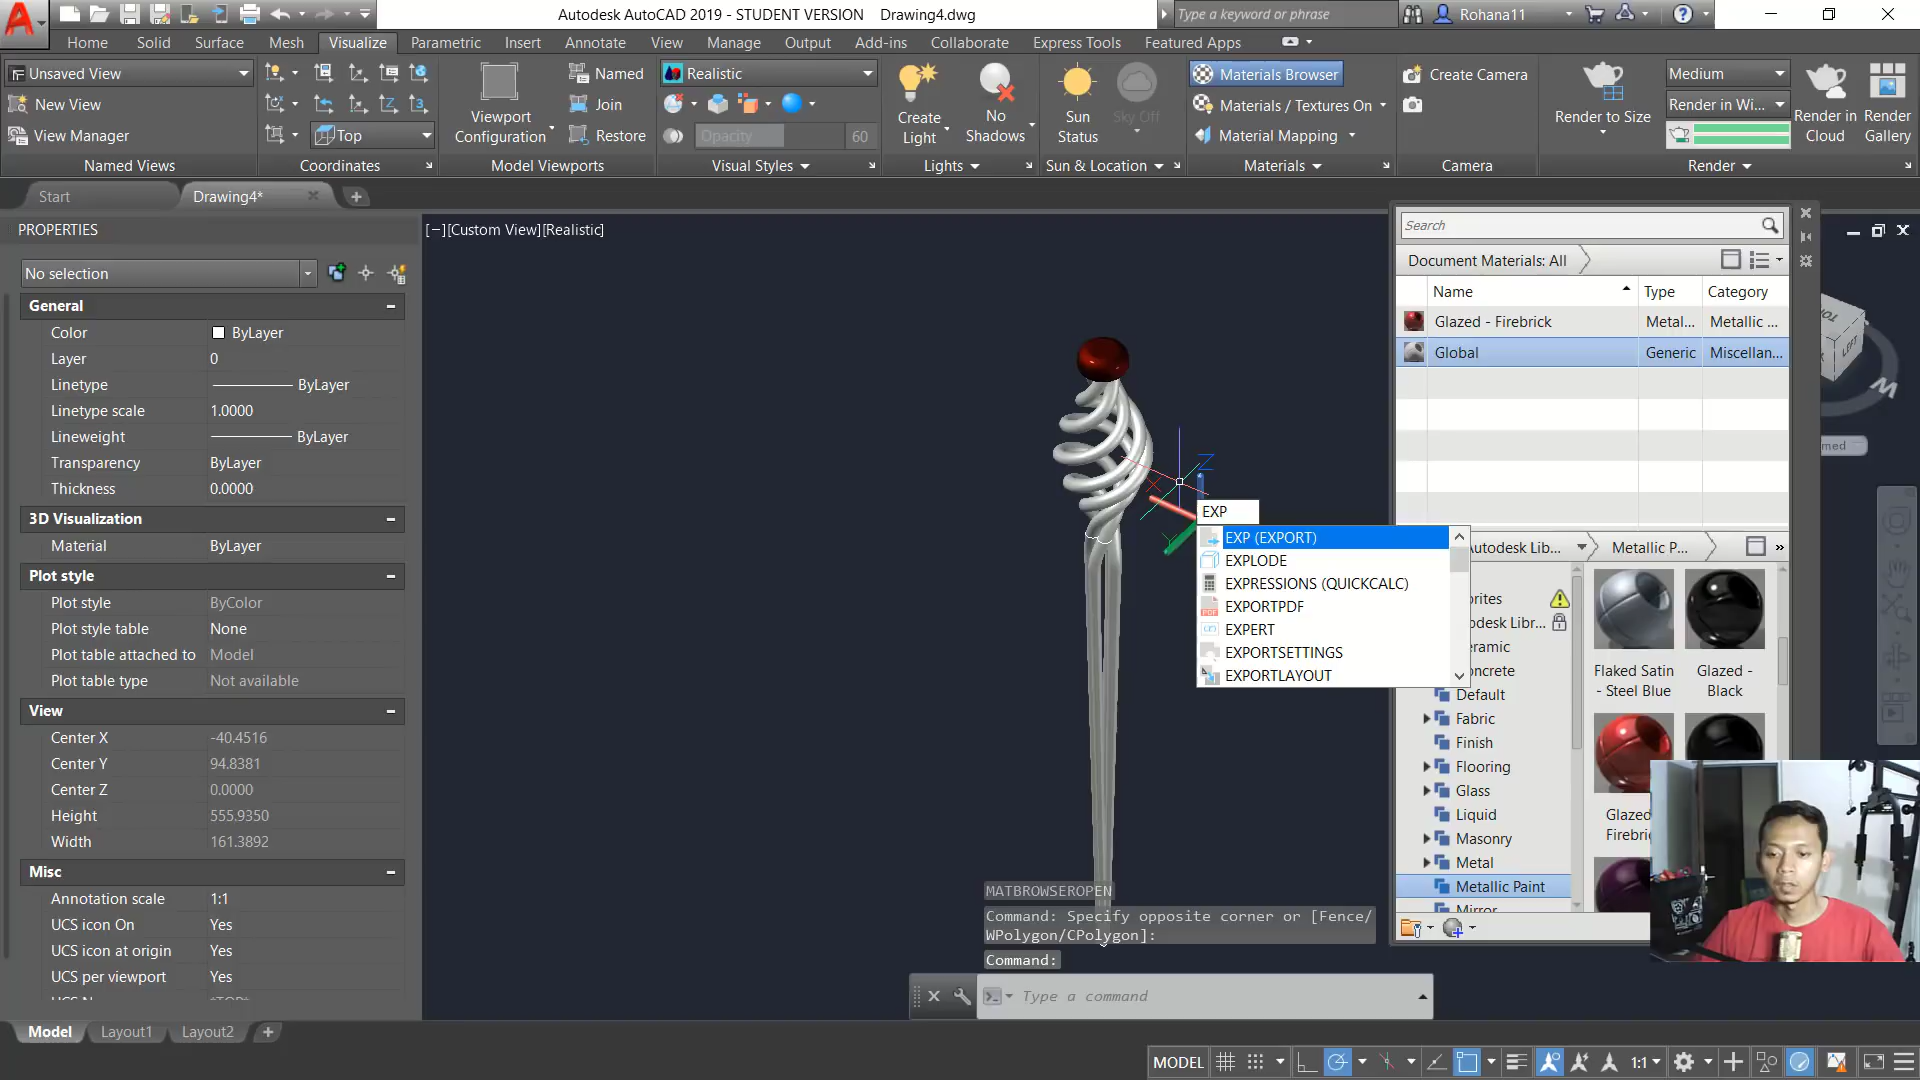 Autodesk AutoCAD 2019 - STUDENT VERSION Drawing4.dwg
Type a keyword or phrase
Rohana11
Home Solid Surface Mesh Visualize Parametric Insert Annotate View Manage Output Add-ins Collaborate Express Tools Featured Apps
Unsaved View
New View
View Manager
Named Views
Top
Coordinates
Viewport
Configuration
Named
Join
Restore
Model Viewports
Realistic
Opacity 60
Visual Styles
Create
Light
No
Shadows
Lights
Sun
Status
Sky Off
Sun & Location
Materials Browser
Materials / Textures On
Material Mapping
Materials
Create Camera
Camera
Render to Size
Medium
Render in Wi...
Render in
Cloud
Render
Gallery
Render
Start
Drawing4*
PROPERTIES
No selection
General
Color ByLayer
Layer 0
Linetype ByLayer
Linetype scale 1.0000
Lineweight ByLayer
Transparency ByLayer
Thickness 0.0000
3D Visualization
Material ByLayer
Plot style
Plot style ByColor
Plot style table None
Plot table attached to Model
Plot table type Not available
View
Center X -40.4516
Center Y 94.8381
Center Z 0.0000
Height 555.9350
Width 161.3892
Misc
Annotation scale 1:1
UCS icon On Yes
UCS icon at origin Yes
UCS per viewport Yes
[−][Custom View][Realistic]
X
Y
Z
EXP
EXP (EXPORT)
EXPLODE
EXPRESSIONS (QUICKCALC)
EXPORTPDF
EXPERT
EXPORTSETTINGS
EXPORTLAYOUT
MATBROWSEROPEN
Command: Specify opposite corner or [Fence/
WPolygon/CPolygon]:
Command:
Type a command
Search
Document Materials: All
Name Type Category
Glazed - Firebrick Metal... Metallic ...
Global Generic Miscellan...
utodesk Lib... Metallic P...
rites
odesk Libr...
eramic
oncrete
Default
Fabric
Finish
Flooring
Glass
Liquid
Masonry
Metal
Metallic Paint
Mirror
Flaked Satin
- Steel Blue
Glazed -
Black
Glazed
Firebri
LEFT
W
med
Model Layout1 Layout2
MODEL
1:1